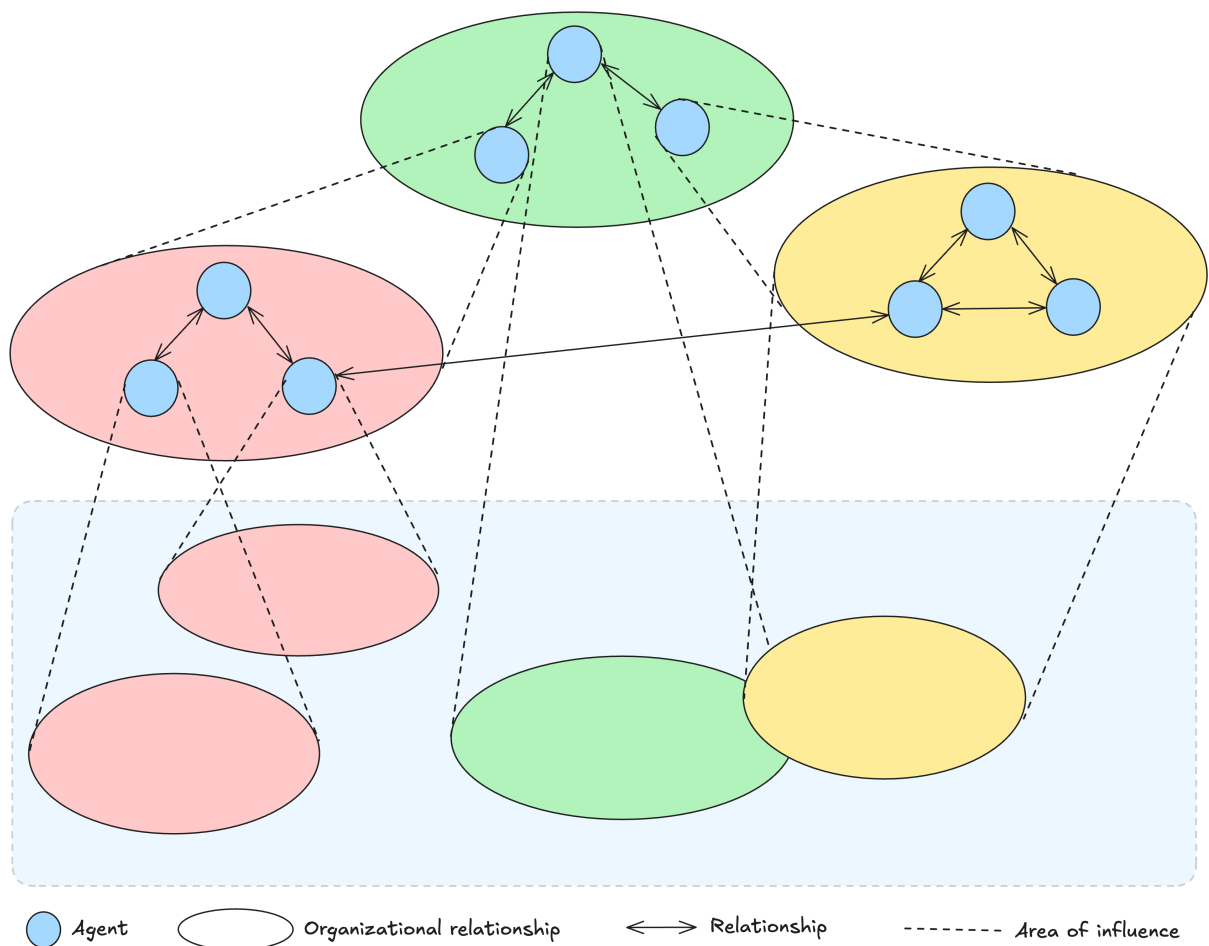 Agent
Organizational relationship
Relationship
Area of influence